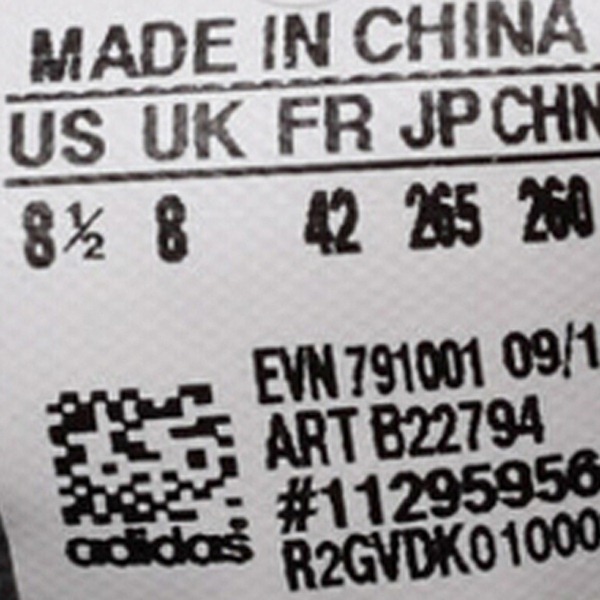 MADE IN CHINA
US UK FR JP CHN
8½ 8 42 265 260
EVN 791001 09/1
ART B22794
#11295956
R2GVDK01000
adidas